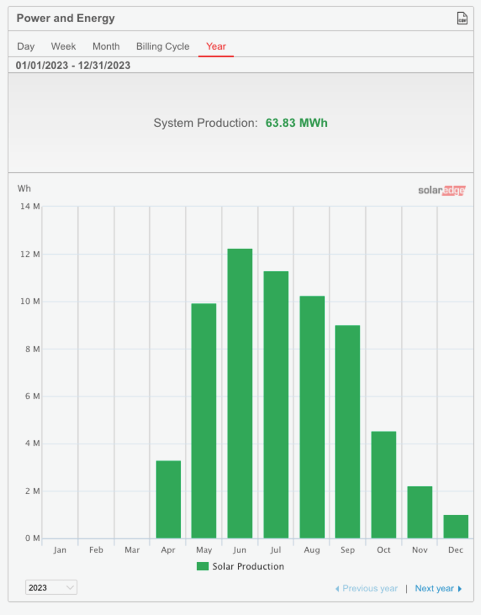 Power and Energy
CSV
Day Week Month Billing Cycle Year
01/01/2023 - 12/31/2023
System Production: 63.83 MWh
Wh
solaredge
14 M
12 M
10 M
8 M
6 M
4 M
2 M
0 M
Jan Feb Mar Apr May Jun Jul Aug Sep Oct Nov Dec
Solar Production
2023
Previous year | Next year